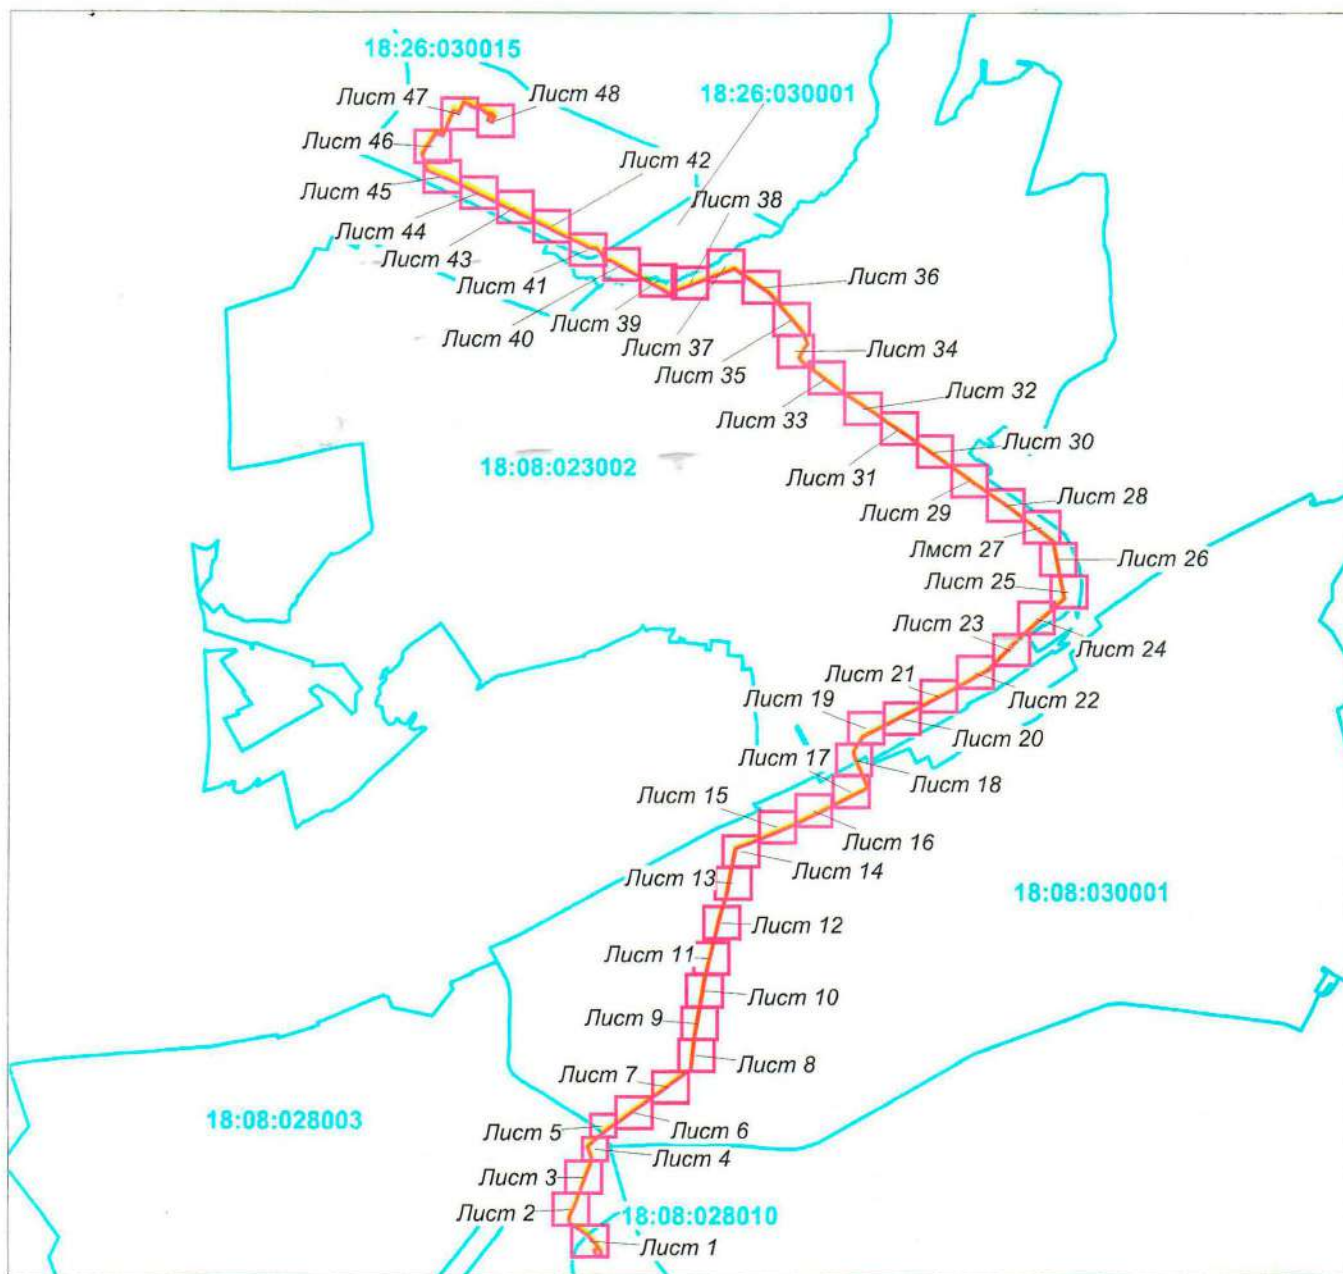 18:26:030015
Лист 47
Лист 48
18:26:030001
Лист 46
Лист 42
Лист 45
Лист 38
Лист 44
Лист 43
Лист 41
Лист 36
Лист 39
Лист 40
Лист 37
Лист 34
Лист 35
Лист 32
Лист 33
Лист 30
18:08:023002
Лист 31
Лист 29
Лист 28
Лмст 27
Лист 26
Лист 25
Лист 23
Лист 24
Лист 21
Лист 22
Лист 19
Лист 20
Лист 17
Лист 18
Лист 15
Лист 16
Лист 14
Лист 13
18:08:030001
Лист 12
Лист 11
Лист 10
Лист 9
Лист 8
Лист 7
18:08:028003
Лист 5
Лист 6
Лист 4
Лист 3
Лист 2
18:08:028010
Лист 1